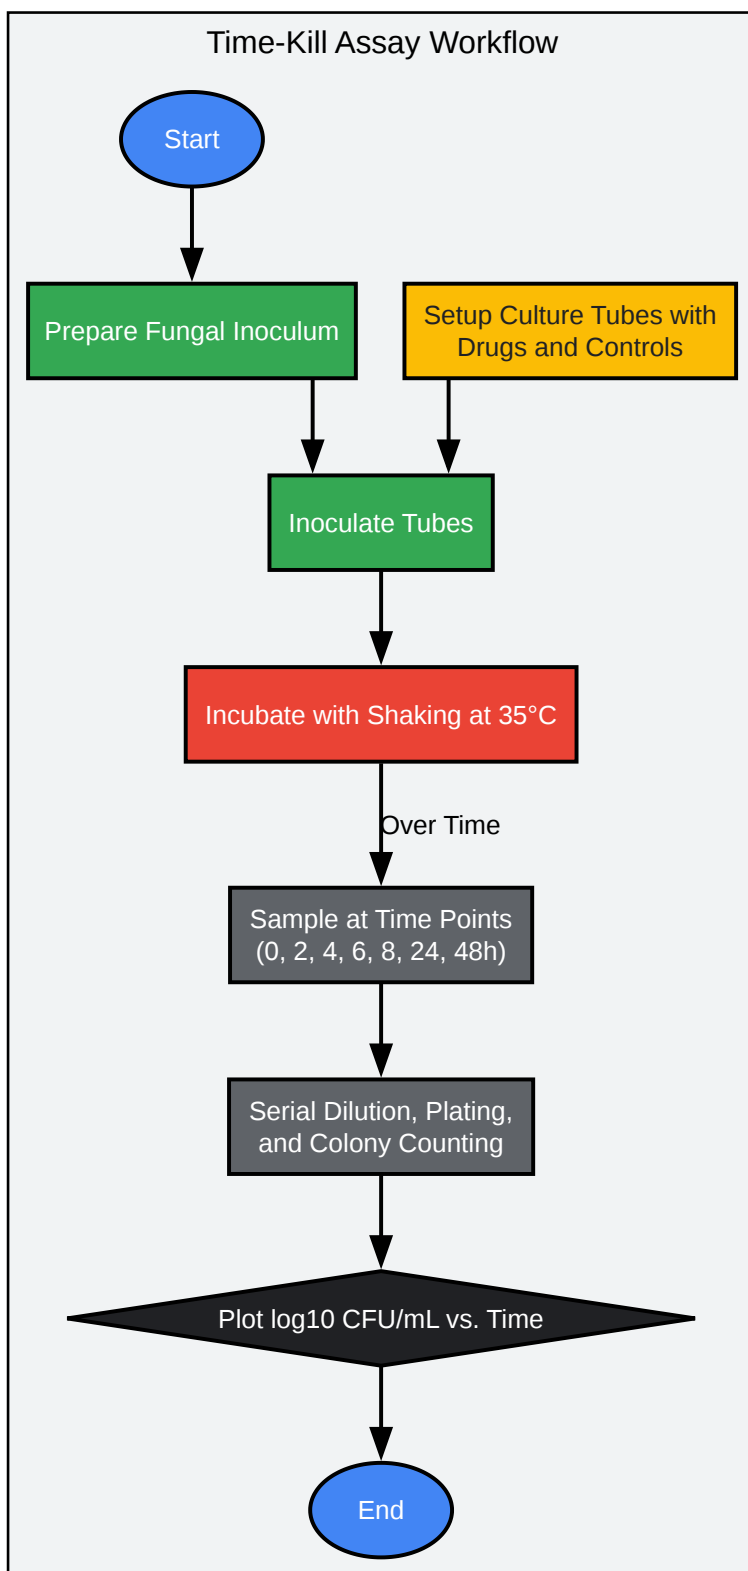 Time-Kill Assay Workflow
Start
Prepare Fungal Inoculum
Setup Culture Tubes with
Drugs and Controls
Inoculate Tubes
Incubate with Shaking at 35°C
Over Time
Sample at Time Points
(0, 2, 4, 6, 8, 24, 48h)
Serial Dilution, Plating,
and Colony Counting
Plot log10 CFU/mL vs. Time
End